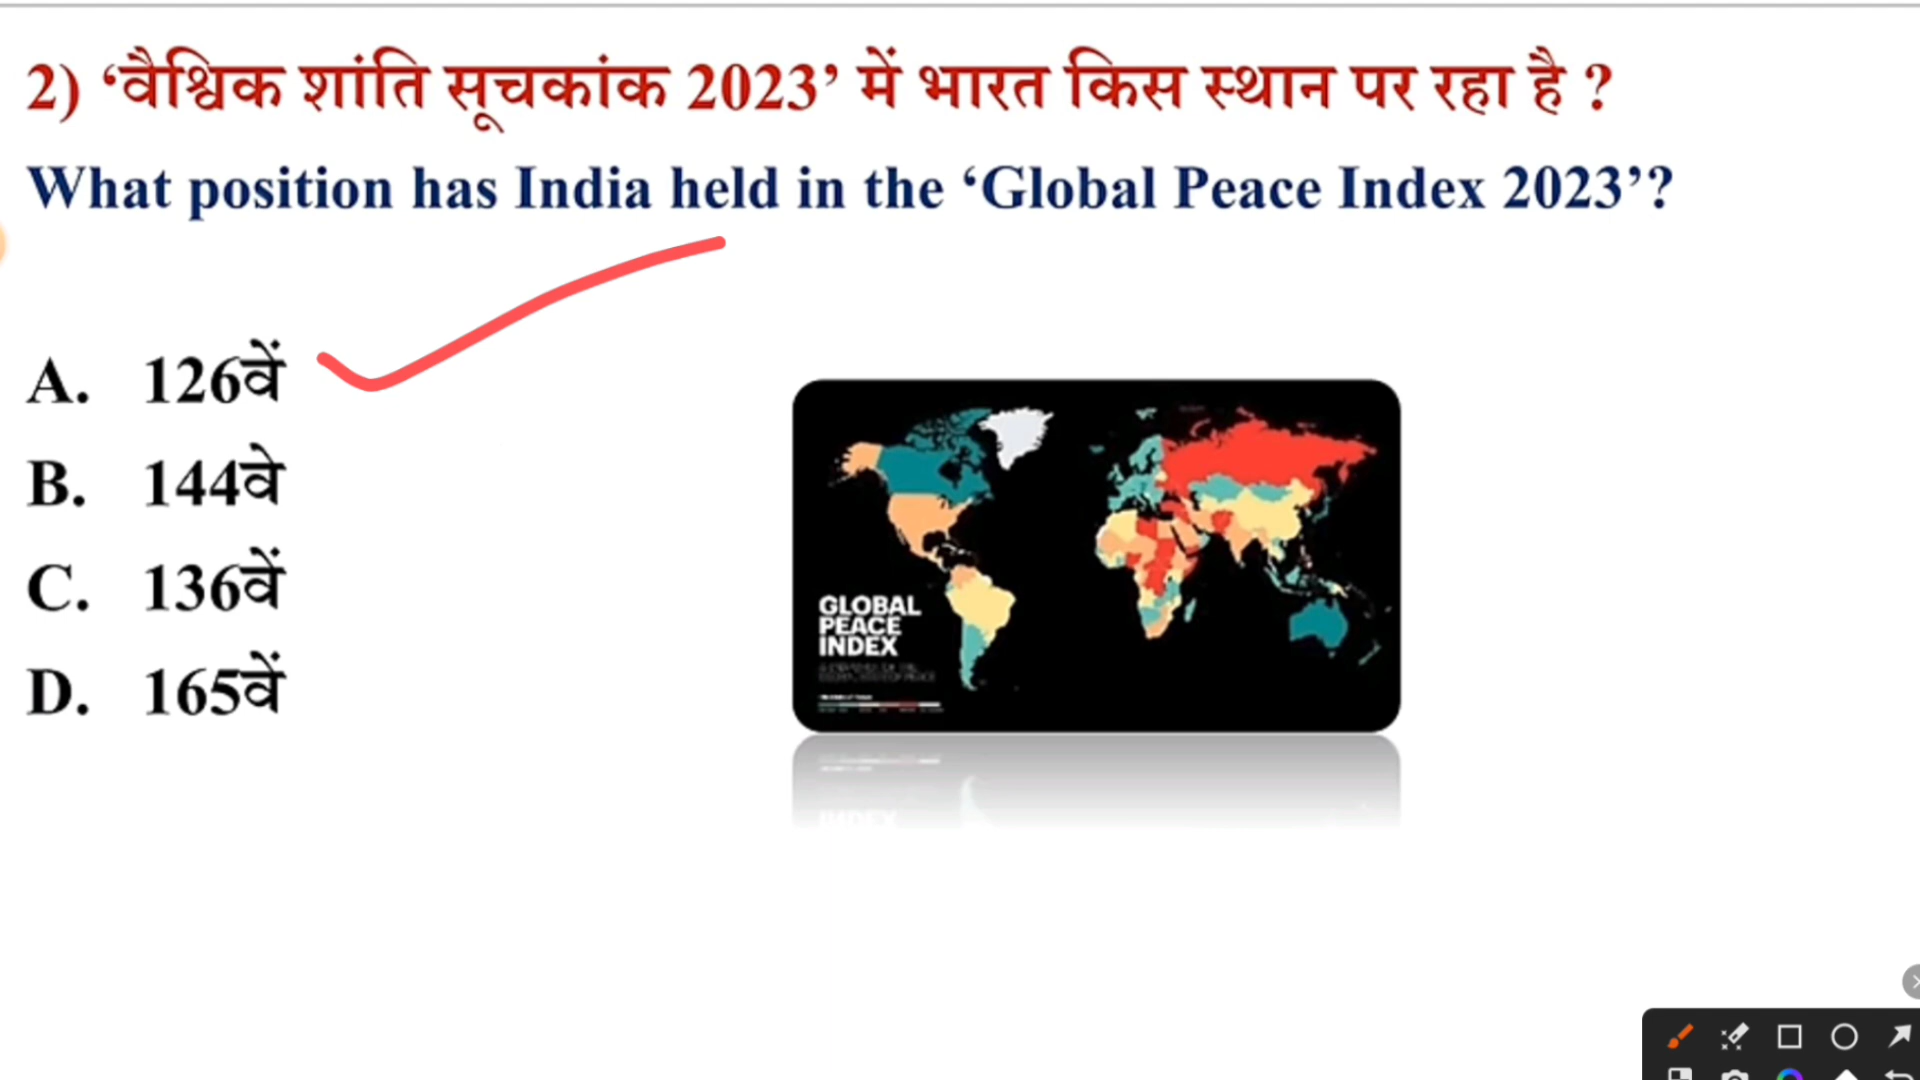 2) ‘वैश्विक शांति सूचकांक 2023’ में भारत किस स्थान पर रहा है ?
What position has India held in the ‘Global Peace Index 2023’?
A. 126वें
B. 144वे
C. 136वें
D. 165वें
GLOBAL
PEACE
INDEX